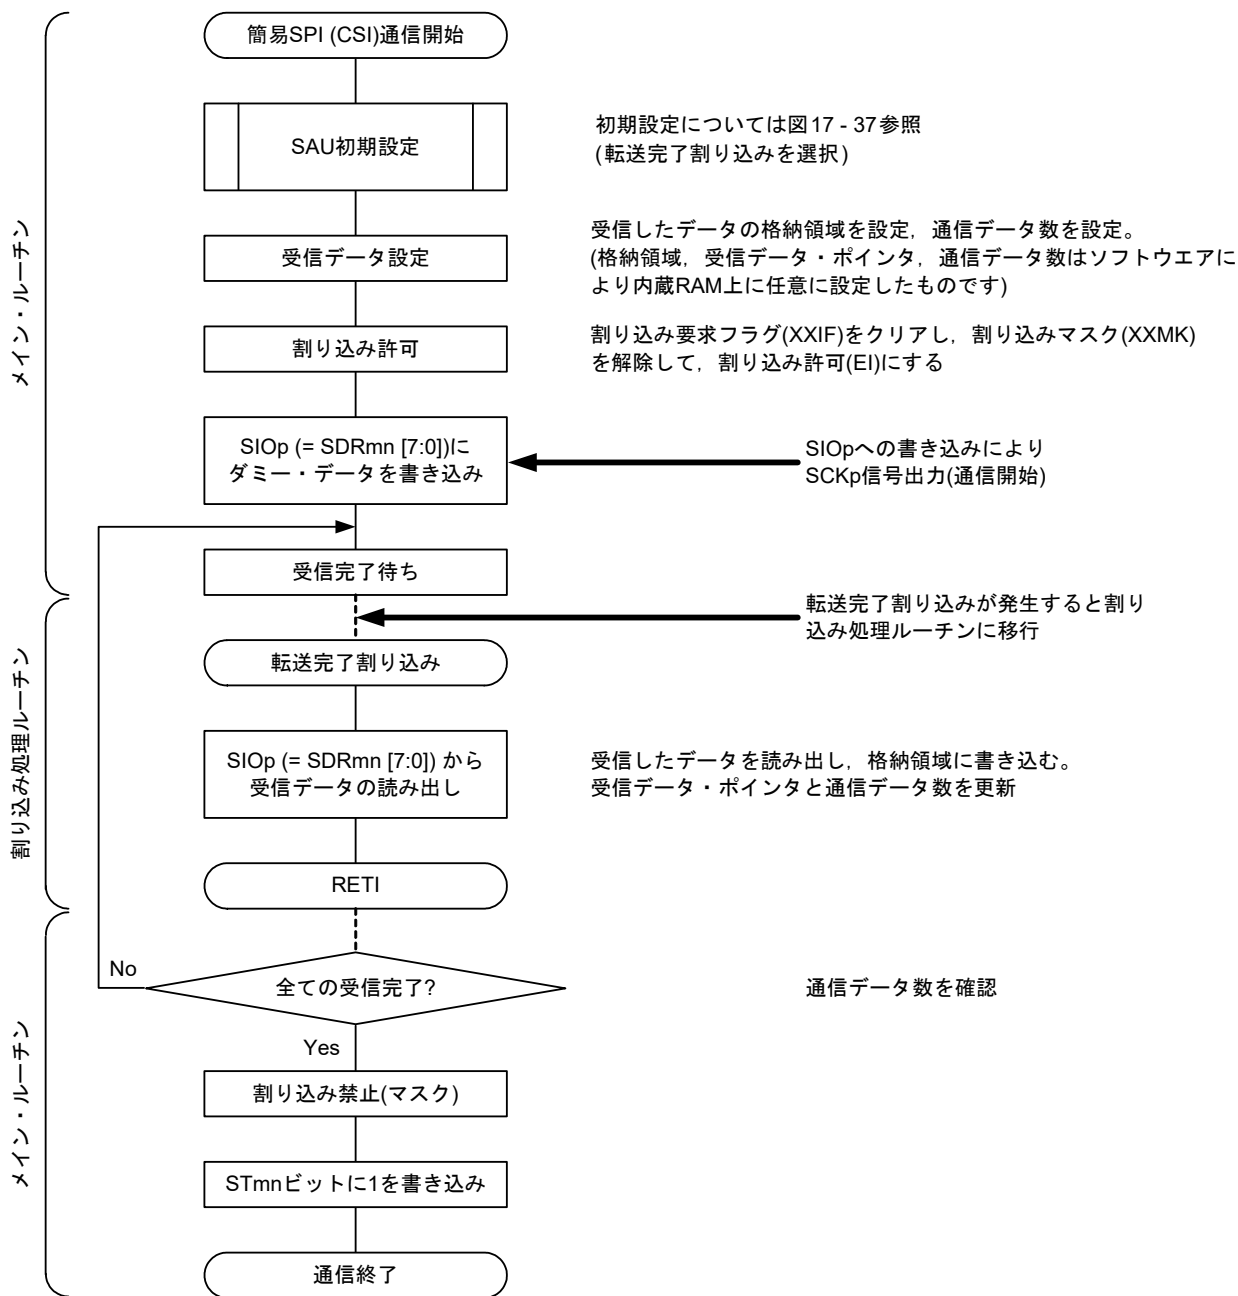 簡易SPI (CSI)通信開始
SAU初期設定
初期設定については図17 - 37参照
(転送完了割り込みを選択)
メイン・ルーチン
受信データ設定
受信したデータの格納領域を設定，通信データ数を設定。
(格納領域，受信データ・ポインタ，通信データ数はソフトウエアに
より内蔵RAM上に任意に設定したものです)
割り込み許可
割り込み要求フラグ(XXIF)をクリアし，割り込みマスク(XXMK)
を解除して，割り込み許可(EI)にする
SIOp (= SDRmn [7:0])に
ダミー・データを書き込み
SIOpへの書き込みにより
SCKp信号出力(通信開始)
受信完了待ち
転送完了割り込みが発生すると割り
込み処理ルーチンに移行
転送完了割り込み
割り込み処理ルーチン
SIOp (= SDRmn [7:0]) から
受信データの読み出し
受信したデータを読み出し，格納領域に書き込む。
受信データ・ポインタと通信データ数を更新
RETI
No
全ての受信完了?
通信データ数を確認
Yes
メイン・ルーチン
割り込み禁止(マスク)
STmnビットに1を書き込み
通信終了